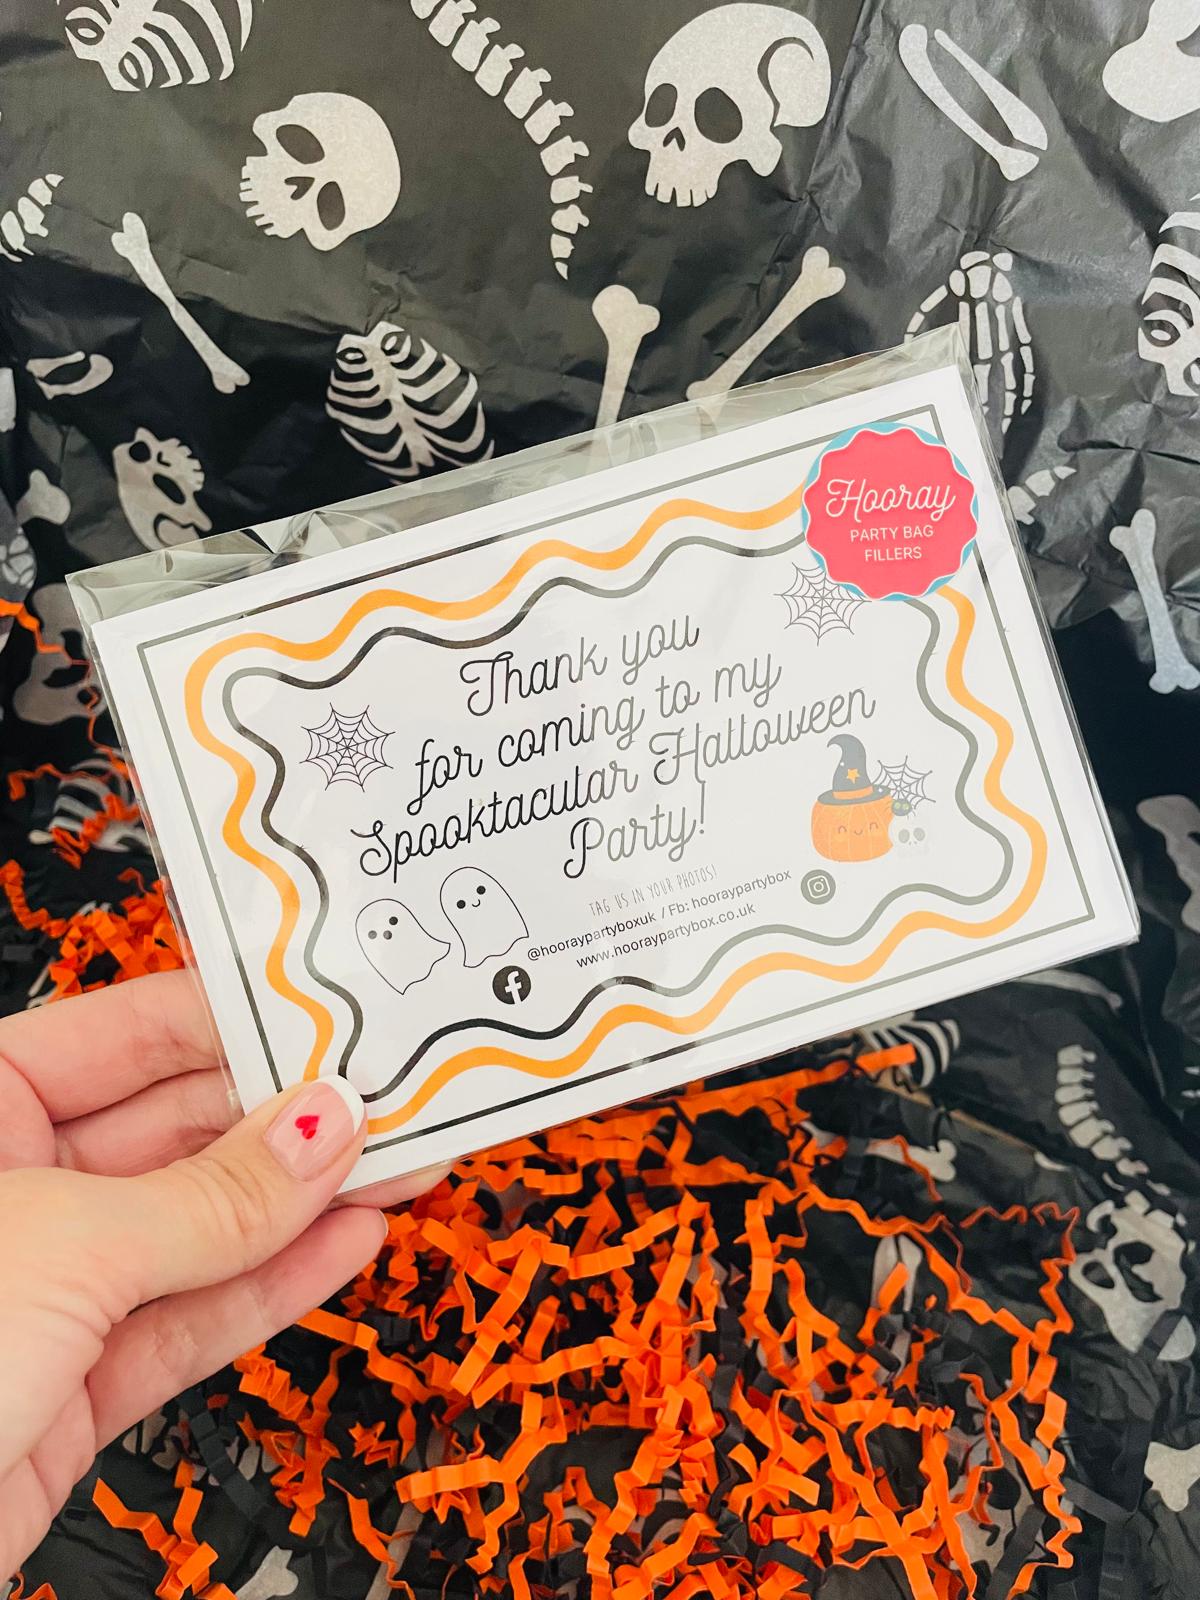 Hooray
PARTY BAG
FILLERS
Thank you
for coming to my
Spooktacular Halloween
Party!
TAG US IN YOUR PHOTOS!
@hooraypartyboxuk / Fb: hooraypartybox
www.hooraypartybox.co.uk